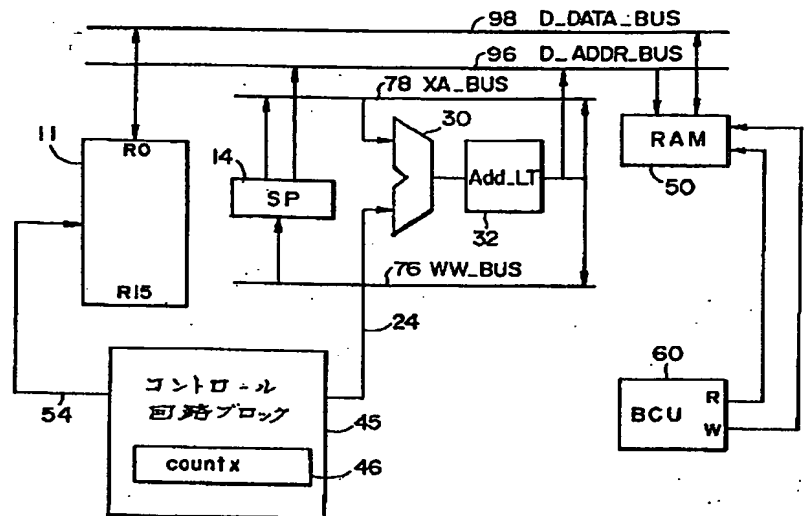 98 D_DATA_BUS
96 D_ADDR_BUS
78 XA_BUS
11
R0
R15
14
SP
30
Add_LT
32
RAM
50
76 WW_BUS
24
54
コントロール
回路ブロック
45
countx
46
60
BCU
R
W